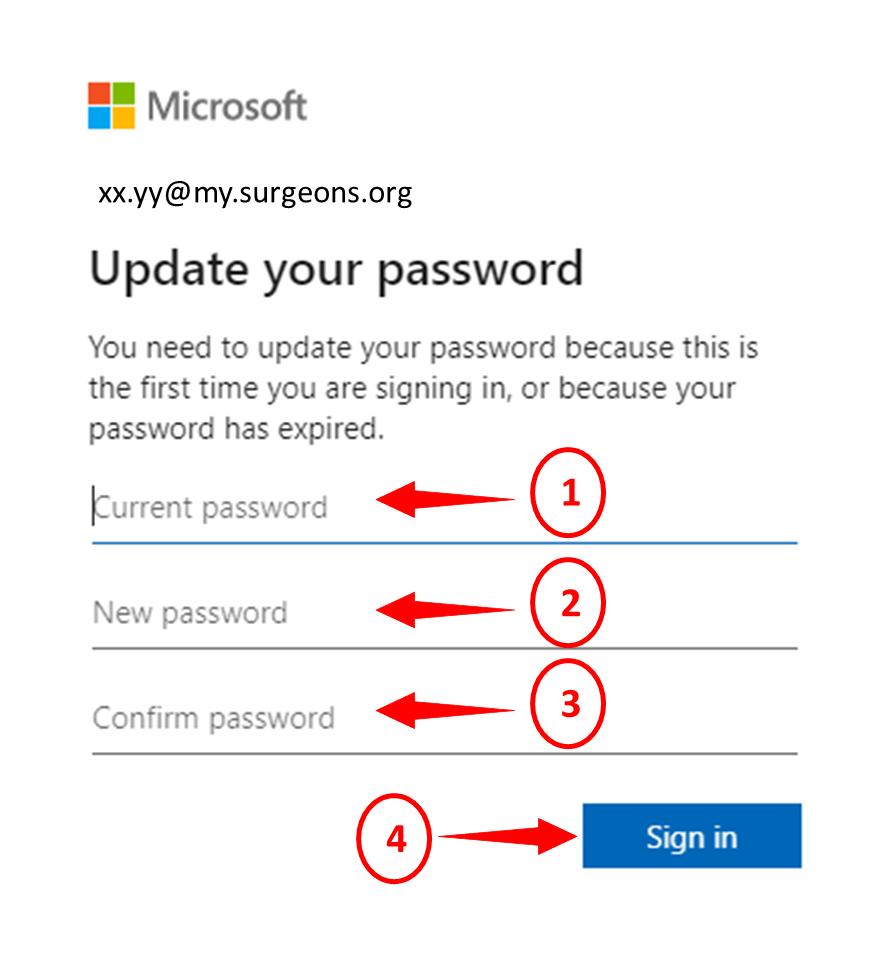 Microsoft
xx.yy@my.surgeons.org
Update your password
You need to update your password because this is
the first time you are signing in, or because your
password has expired.
Current password 1
New password 2
Confirm password 3
4 Sign in